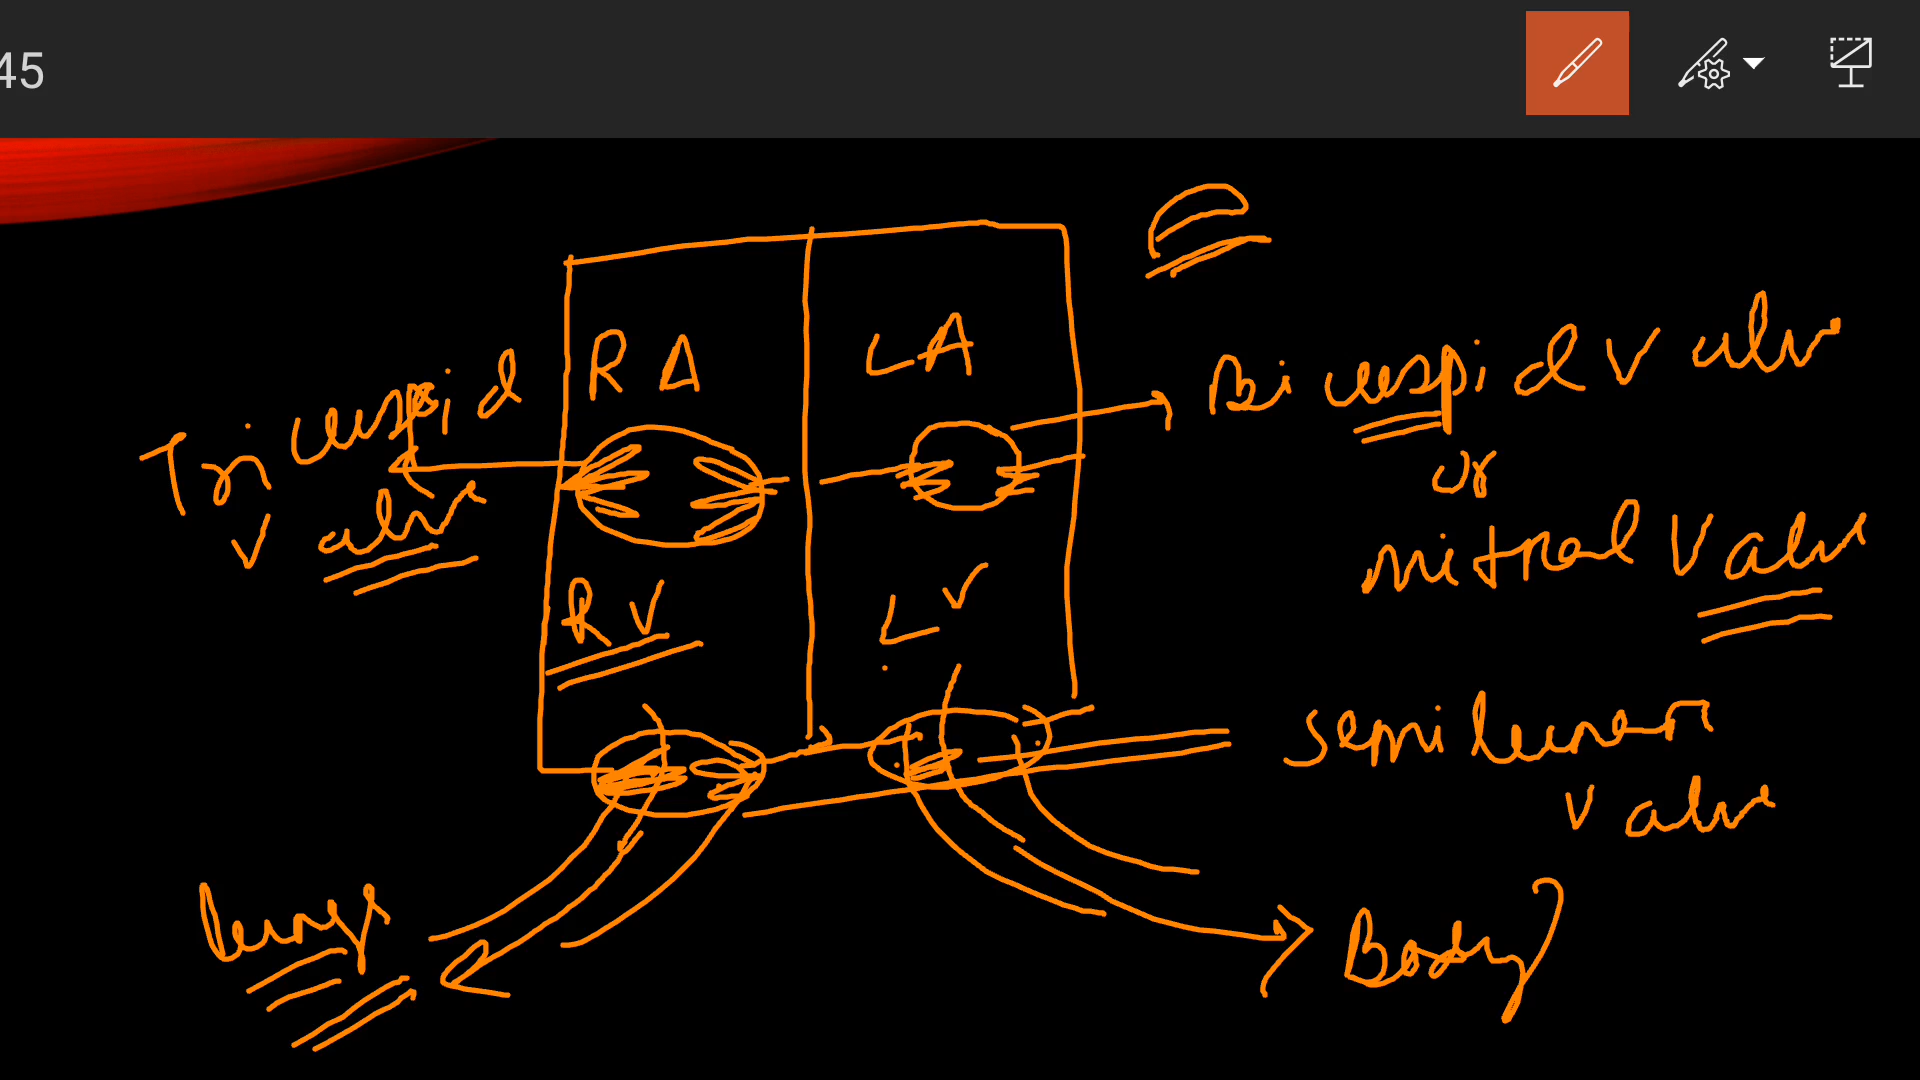 45
RA
LA
Tricuspid
Valve
Bicuspid Valve
or
mitral Valve
RV
LV
semilunar
valve
lungs
Body